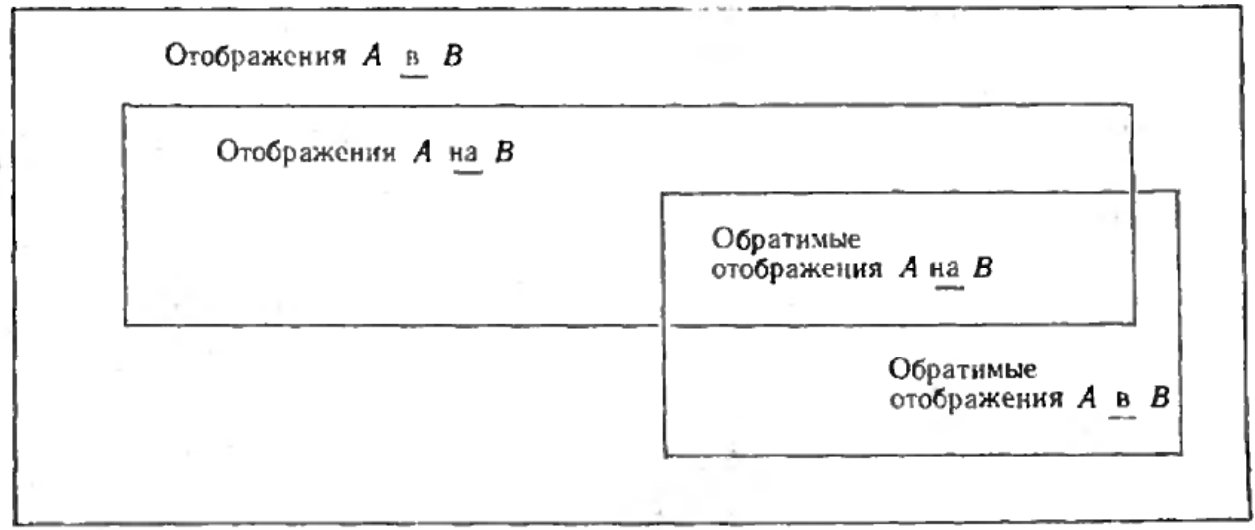 Отображения A в B
Отображения A на B
Обратимые
отображения A на B
Обратимые
отображения A в B